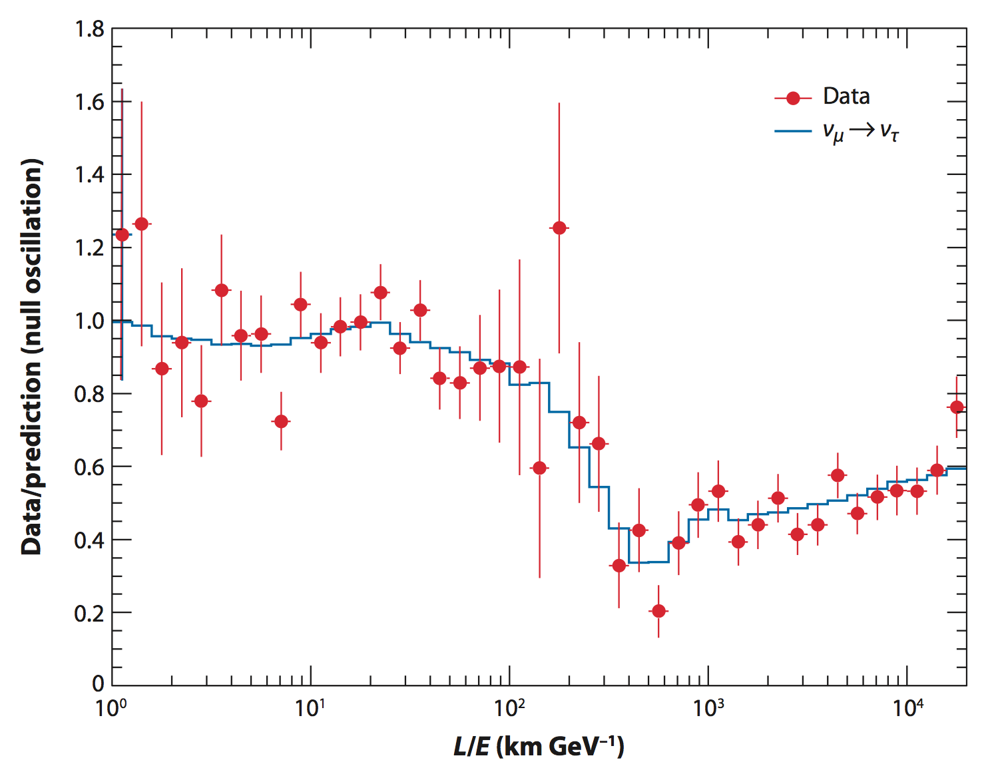 1.8
1.6
1.4
1.2
1.0
0.8
0.6
0.4
0.2
0
Data/prediction (null oscillation)
Data
νμ → ντ
10⁰ 10¹ 10² 10³ 10⁴
L/E (km GeV⁻¹)